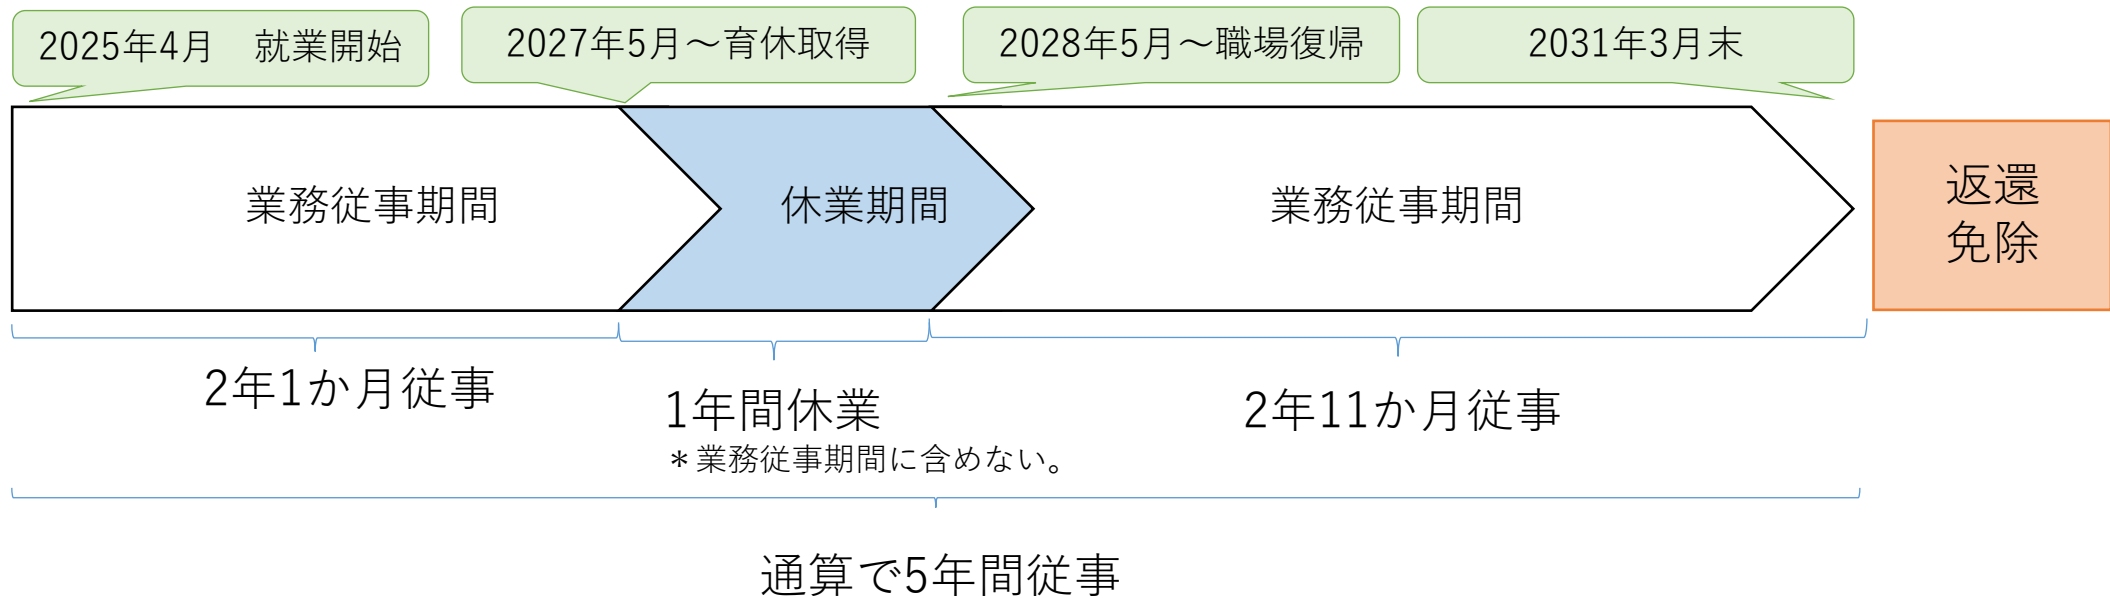 2025年4月　就業開始
2027年5月～育休取得
2028年5月～職場復帰
2031年3月末
業務従事期間
休業期間
業務従事期間
返還
免除
2年1か月従事
1年間休業
＊業務従事期間に含めない。
2年11か月従事
通算で5年間従事